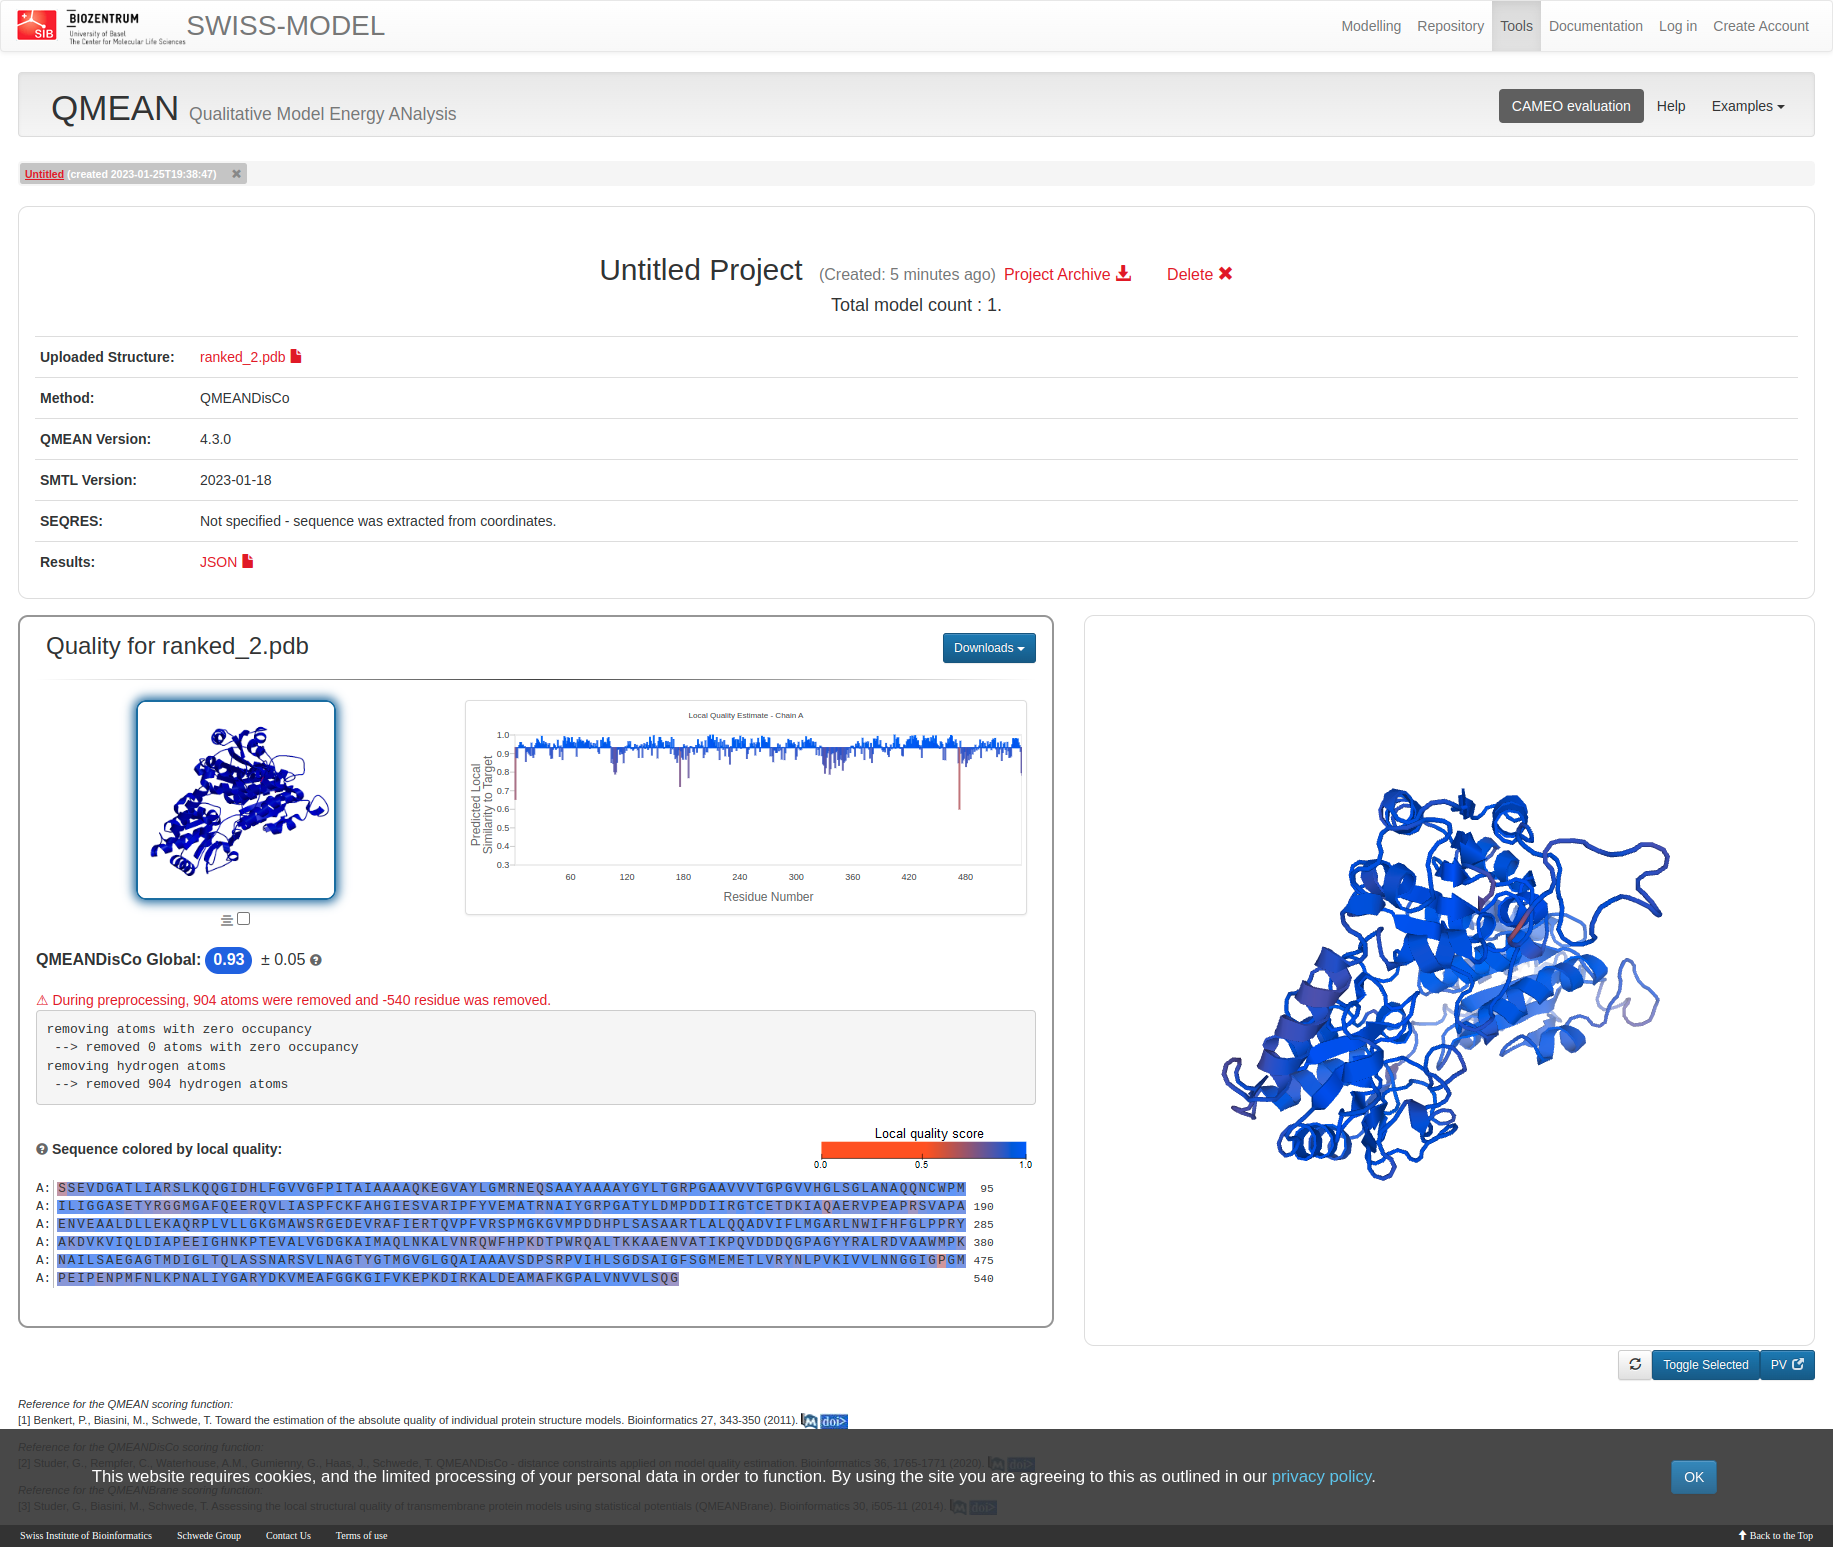 SIB
BIOZENTRUM
University of Basel
The Center for Molecular Life Sciences
SWISS-MODEL
Modelling Repository Tools Documentation Log in Create Account
QMEAN Qualitative Model Energy ANalysis
CAMEO evaluation Help Examples
Untitled (created 2023-01-25T19:38:47) ✖
Untitled Project (Created: 5 minutes ago) Project Archive Delete ✖
Total model count : 1.
Uploaded Structure: ranked_2.pdb
Method: QMEANDisCo
QMEAN Version: 4.3.0
SMTL Version: 2023-01-18
SEQRES: Not specified - sequence was extracted from coordinates.
Results: JSON
Quality for ranked_2.pdb
Downloads
Local Quality Estimate - Chain A
Predicted Local
Similarity to Target
1.0
0.9
0.8
0.7
0.6
0.5
0.4
0.3
60 120 180 240 300 360 420 480
Residue Number
QMEANDisCo Global: 0.93 ± 0.05
⚠ During preprocessing, 904 atoms were removed and -540 residue was removed.
removing atoms with zero occupancy
--> removed 0 atoms with zero occupancy
removing hydrogen atoms
--> removed 904 hydrogen atoms
Sequence colored by local quality:
Local quality score
0.0 0.5 1.0
A: SSEVDGATLIARSLKQQGIDHLFGVVGFPITAIAAAAQKEGVAYLGMRNEQSAAYAAAAYGYLTGRPGAAVVVTGPGVVHGLSGLANAQQNCWPM 95
A: ILIGGASETYRGGMGAFQEERQVLIASPFCKFAHGIESVARIPFYVEMATRNAIYGRPGATYLDMPDDIIRGTCETDKIAQAERVPEAPRSVAPA 190
A: ENVEAALDLLEKAQRPLVLLGKGMAWSRGEDEVRAFIERTQVPFVRSPMGKGVMPDDHPLSASAARTLALQQADVIFLMGARLNWIFHFGLPPRY 285
A: AKDVKVIQLDIAPEEIGHNKPTEVALVGDGKAIMAQLNKALVNRQWFHPKDTPWRQALTKKAAENVATIKPQVDDDQGPAGYYRALRDVAAWMPK 380
A: NAILSAEGAGTMDIGLTQLASSNARSVLNAGTYGTMGVGLGQAIAAAVSDPSRPVIHLSGDSAIGFSGMEMETLVRYNLPVKIVVLNNGGIGPGM 475
A: PEIPENPMFNLKPNALIYGARYDKVMEAFGGKGIFVKEPKDIRKALDEAMAFKGPALVNVVLSQG 540
Toggle Selected PV
Reference for the QMEAN scoring function:
[1] Benkert, P., Biasini, M., Schwede, T. Toward the estimation of the absolute quality of individual protein structure models. Bioinformatics 27, 343-350 (2011). M doi>
Reference for the QMEANDisCo scoring function:
[2] Studer, G., Rempfer, C., Waterhouse, A.M., Gumienny, G., Haas, J., Schwede, T. QMEANDisCo - distance constraints applied on model quality estimation. Bioinformatics 36, 1765-1771 (2020). M doi>
This website requires cookies, and the limited processing of your personal data in order to function. By using the site you are agreeing to this as outlined in our privacy policy. OK
Reference for the QMEANBrane scoring function:
[3] Studer, G., Biasini, M., Schwede, T. Assessing the local structural quality of transmembrane protein models using statistical potentials (QMEANBrane). Bioinformatics 30, i505-11 (2014). M doi>
Swiss Institute of Bioinformatics Schwede Group Contact Us Terms of use Back to the Top